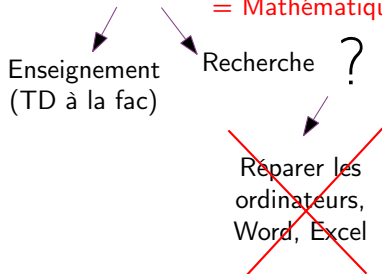 = Mathématiqu
Enseignement
(TD à la fac)
Recherche ?
Réparer les
ordinateurs,
Word, Excel